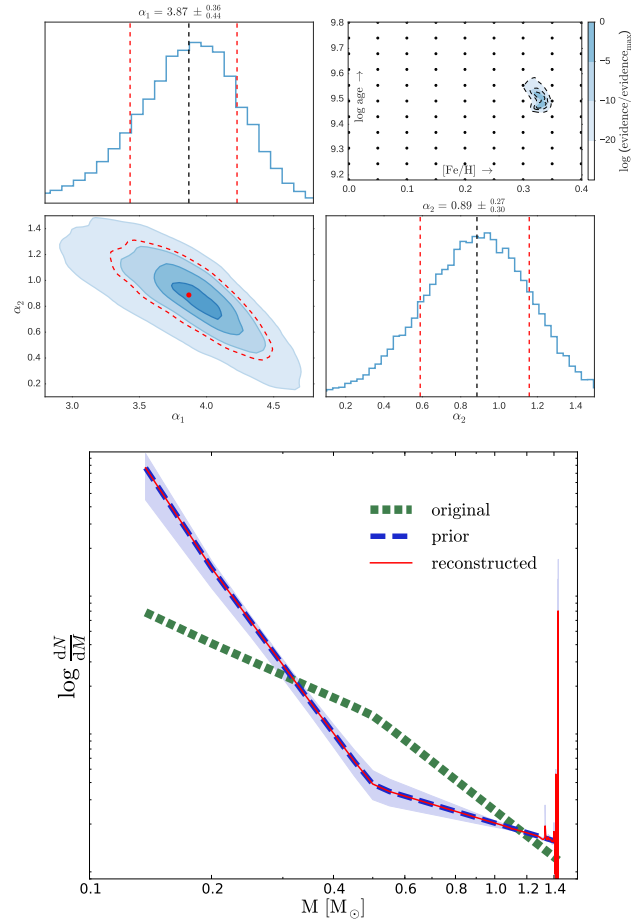 α₁ = 3.87 ± 0.36 0.44
9.8
9.7
9.6
9.5
9.4
9.3
9.2
log age →
[Fe/H] →
0.0 0.1 0.2 0.3 0.4
0
−5
−10
−20
log (evidence/evidence_max)
α₂ = 0.89 ± 0.27 0.30
1.4
1.2
1.0
0.8
0.6
0.4
0.2
α₂
3.0 3.5 4.0 4.5
α₁
0.2 0.4 0.6 0.8 1.0 1.2 1.4
α₂
original
prior
reconstructed
log dN/dM
0.1 0.2 0.4 0.6 1.0 1.2 1.4
M [M⊙]